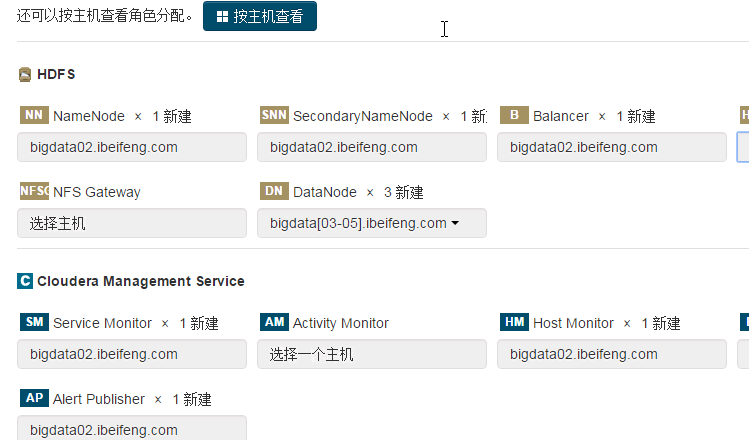 还可以按主机查看角色分配。 按主机查看
HDFS
NN NameNode × 1 新建 SNN SecondaryNameNode × 1 新 B Balancer × 1 新建
bigdata02.ibeifeng.com bigdata02.ibeifeng.com bigdata02.ibeifeng.com
NFSG NFS Gateway DN DataNode × 3 新建
选择主机 bigdata[03-05].ibeifeng.com
C Cloudera Management Service
SM Service Monitor × 1 新建 AM Activity Monitor HM Host Monitor × 1 新建
bigdata02.ibeifeng.com 选择一个主机 bigdata02.ibeifeng.com
AP Alert Publisher × 1 新建
bigdata02.ibeifeng.com